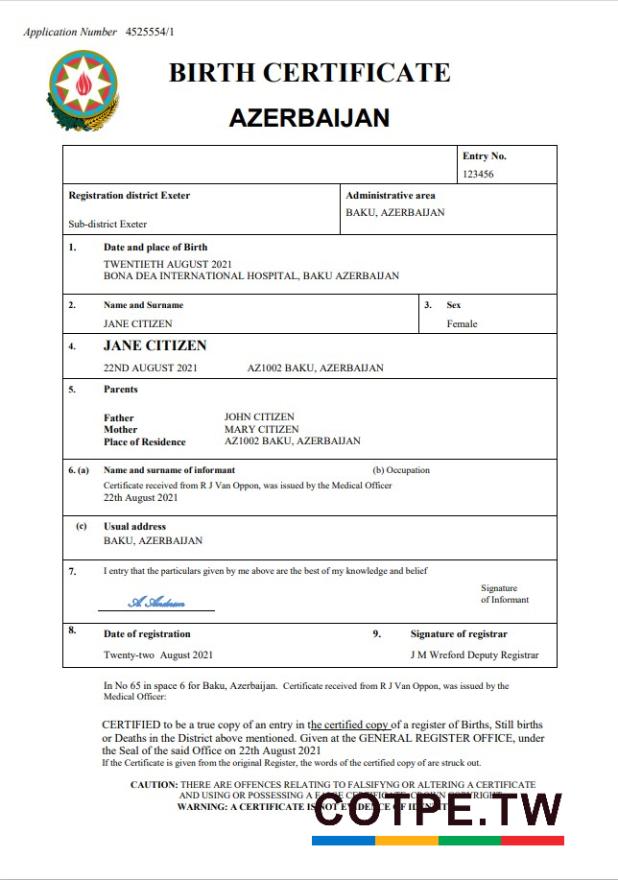 Application Number 4525554/1
BIRTH CERTIFICATE
AZERBAIJAN
Entry No.
123456
Registration district Exeter
Sub-district Exeter
Administrative area
BAKU, AZERBAIJAN
1. Date and place of Birth
TWENTIETH AUGUST 2021
BONA DEA INTERNATIONAL HOSPITAL, BAKU AZERBAIJAN
2. Name and Surname
JANE CITIZEN
3. Sex
Female
4. JANE CITIZEN
22ND AUGUST 2021 AZ1002 BAKU, AZERBAIJAN
5. Parents
Father JOHN CITIZEN
Mother MARY CITIZEN
Place of Residence AZ1002 BAKU, AZERBAIJAN
6. (a) Name and surname of informant (b) Occupation
Certificate received from R J Van Oppon, was issued by the Medical Officer
22th August 2021
(c) Usual address
BAKU, AZERBAIJAN
7. I entry that the particulars given by me above are the best of my knowledge and belief
A. Andrson
Signature
of Informant
8. Date of registration 9. Signature of registrar
Twenty-two August 2021 J M Wreford Deputy Registrar
In No 65 in space 6 for Baku, Azerbaijan. Certificate received from R J Van Oppon, was issued by the
Medical Officer:
CERTIFIED to be a true copy of an entry in the certified copy of a register of Births, Still births
or Deaths in the District above mentioned. Given at the GENERAL REGISTER OFFICE, under
the Seal of the said Office on 22th August 2021
If the Certificate is given from the original Register, the words of the certified copy of are struck out.
CAUTION: THERE ARE OFFENCES RELATING TO FALSIFYNG OR ALTERING A CERTIFICATE
AND USING OR POSSESSING A FALSE CERTIFICATE. CROWN COPYRIGHT
WARNING: A CERTIFICATE IS NOT EVIDENCE OF IDENTITY
COTPE.TW